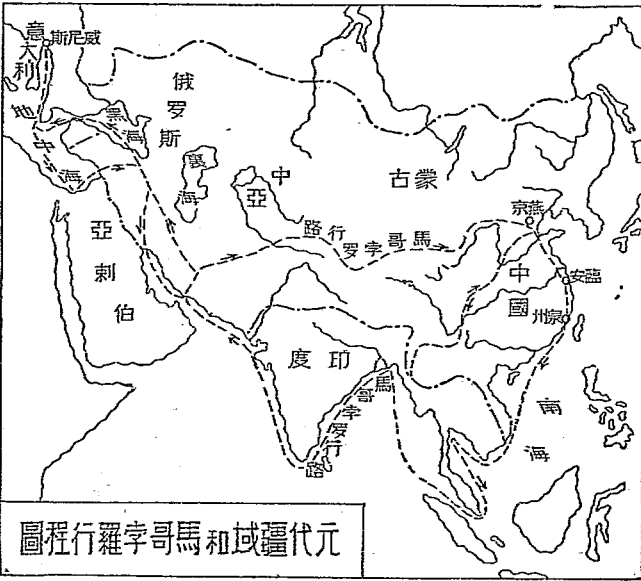 意大利
威尼斯
俄罗斯
黑海
地中海
裏海
中亞
蒙古
燕京
馬哥孛罗行路
亞剌伯
中國
臨安
泉州
印度
馬哥孛罗行路
南海
元代疆域和馬哥孛羅行程圖